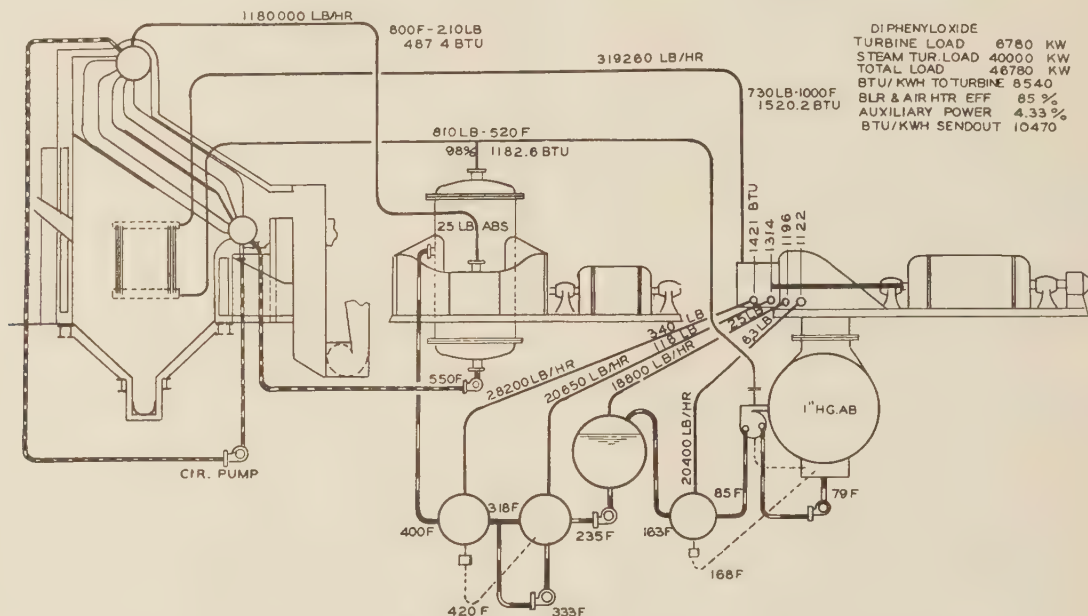 1180000 LB/HR
800F-210LB
487.4 BTU
319260 LB/HR
DIPHENYLOXIDE
TURBINE LOAD 6780 KW
STEAM TUR.LOAD 40000 KW
TOTAL LOAD 46780 KW
BTU/KWH TO TURBINE 8540
BLR & AIR HTR EFF 85 %
AUXILIARY POWER 4.33 %
BTU/KWH SENDOUT 10470
730LB-1000F
1520.2 BTU
810LB-520F
98% 1182.6 BTU
25 LB ABS
1421 BTU
1314
1196
1122
340 LB
118 LB
25LB
8.3 LB
550F
28200 LB/HR
20650 LB/HR
18800 LB/HR
20400 LB/HR
1" HG.AB
CIR. PUMP
400F
318F
235F
163F
85F
79F
420F
333F
168F